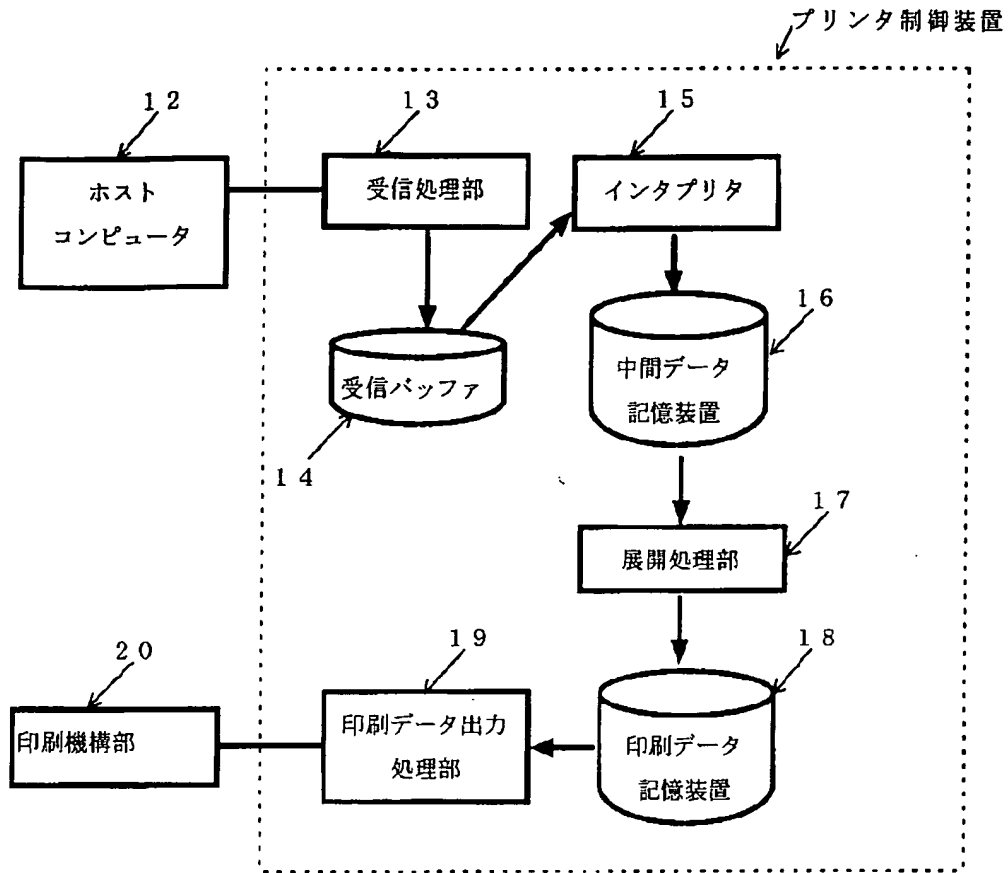 プリンタ制御装置
12
13
15
ホスト
コンピュータ
受信処理部
インタプリタ
16
受信バッファ
中間データ
記憶装置
14
17
展開処理部
20
19
18
印刷機構部
印刷データ出力
処理部
印刷データ
記憶装置